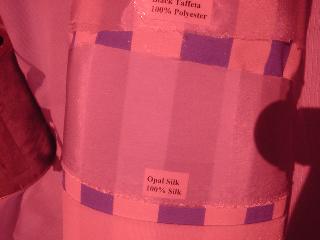 Black Taffeta
100% Polyester
Opal Silk
100% Silk